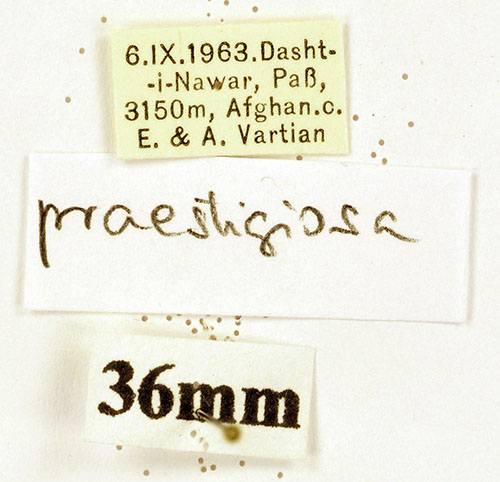 6.IX.1963.Dasht-
-i-Nawar, Paß,
3150m, Afghan.c.
E. & A. Vartian
praestigiosa
36mm